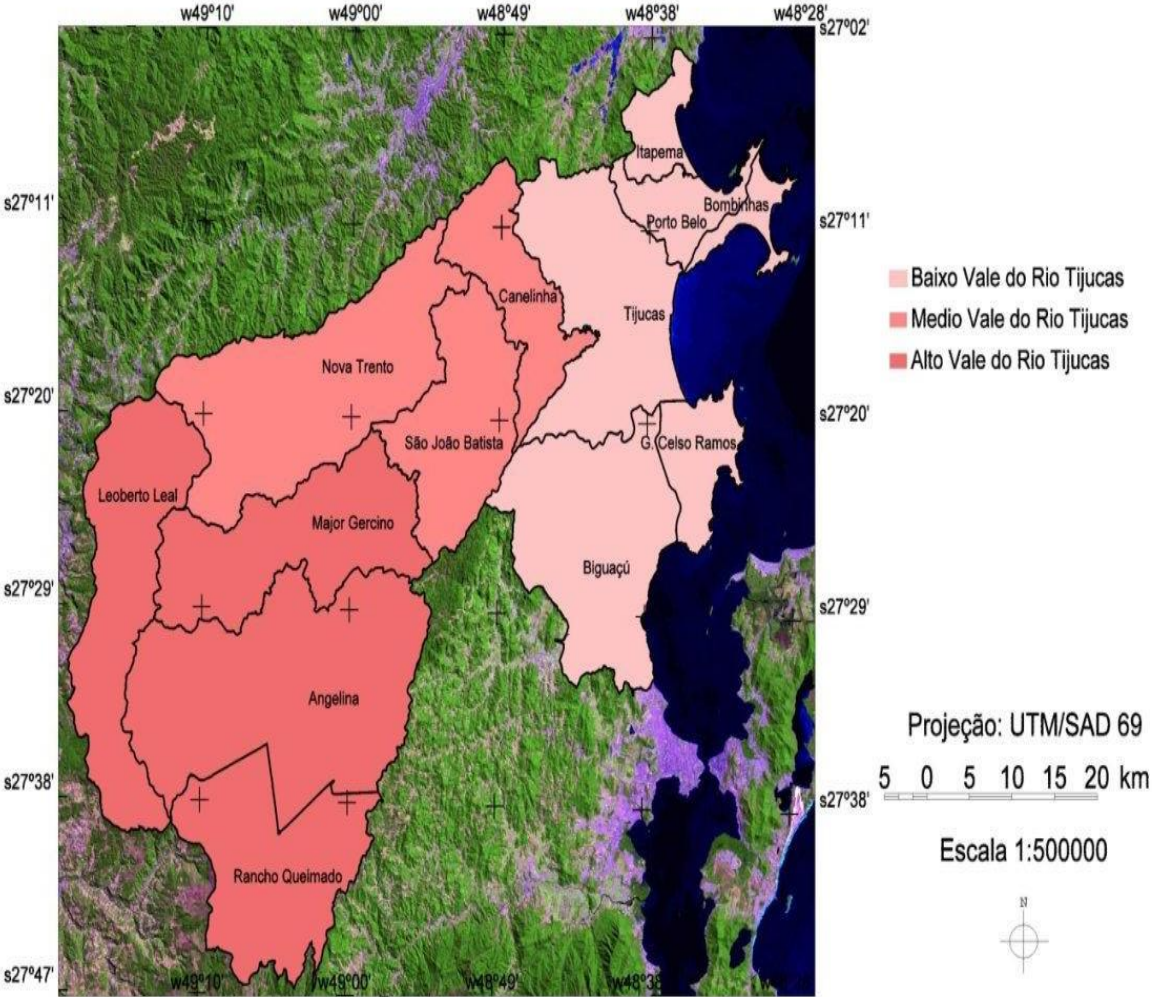 w49º10' w49º00' w48º49' w48º38' w48º28'
s27º02'
Itapema
s27º11' Bombinhas s27º11'
Porto Belo
Baixo Vale do Rio Tijucas
Canelinha
Tijucas
Medio Vale do Rio Tijucas
Nova Trento
Alto Vale do Rio Tijucas
s27º20' s27º20'
São João Batista G. Celso Ramos
Leoberto Leal
Major Gercino
Biguaçú
s27º29' s27º29'
Angelina
Projeção: UTM/SAD 69
s27º38' 5 0 5 10 15 20 km
s27º38'
Escala 1:500000
Rancho Queimado
N
s27º47' w49º10' w49º00' w48º49' w48º38'